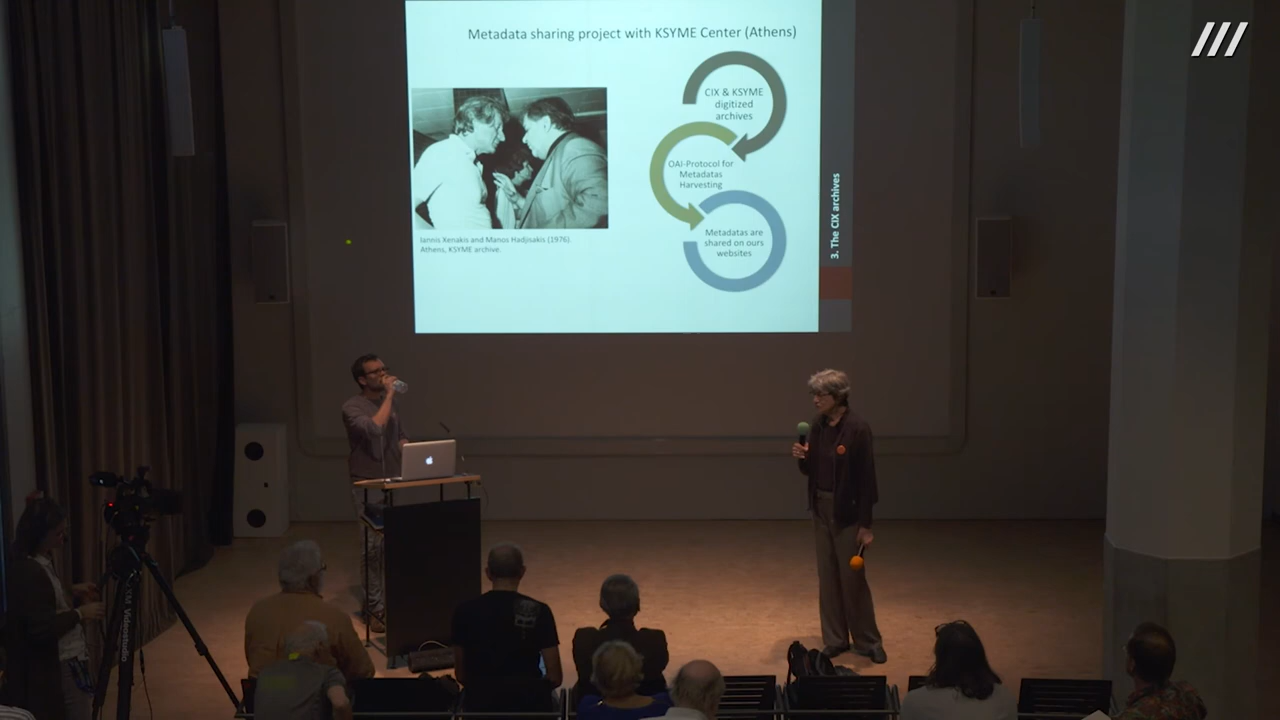 Metadata sharing project with KSYME Center (Athens)
CIX & KSYME
digitized
archives
OAI-Protocol for
Metadatas
Harvesting
Metadatas are
shared on ours
websites
Iannis Xenakis and Manos Hadjisakis (1976).
Athens, KSYME archive.
3. The CIX archives
Videostudio